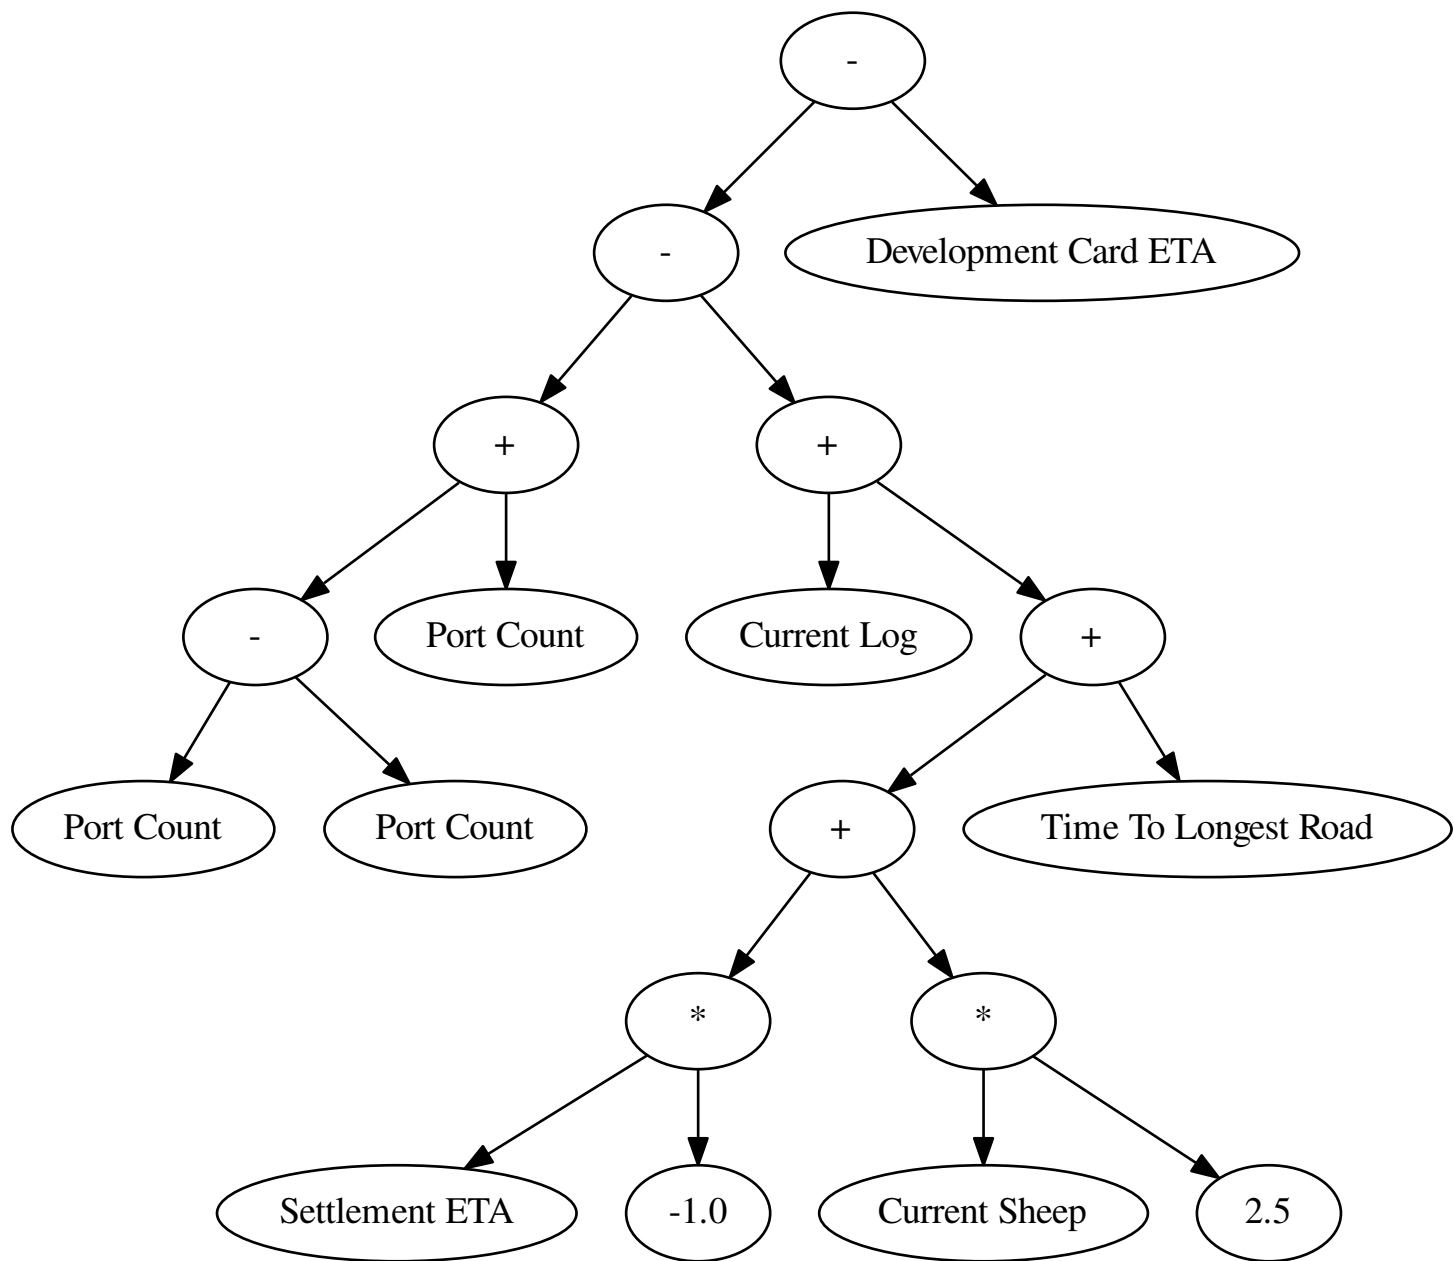 -
-
Development Card ETA
+
+
-
Port Count
Current Log
+
Port Count
Port Count
+
Time To Longest Road
*
*
Settlement ETA
-1.0
Current Sheep
2.5